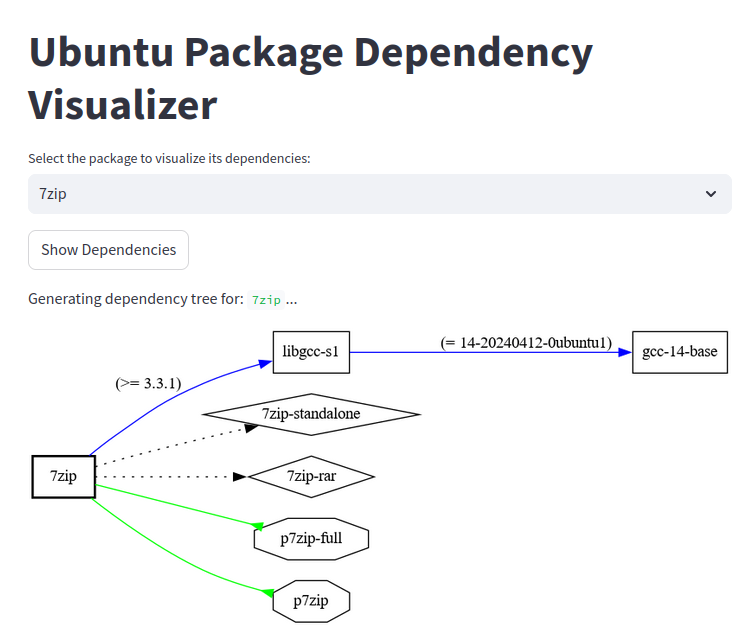 Ubuntu Package Dependency
Visualizer
Select the package to visualize its dependencies:
7zip
Show Dependencies
Generating dependency tree for: 7zip ...
libgcc-s1
(= 14-20240412-0ubuntu1)
gcc-14-base
(>= 3.3.1)
7zip-standalone
7zip
7zip-rar
p7zip-full
p7zip